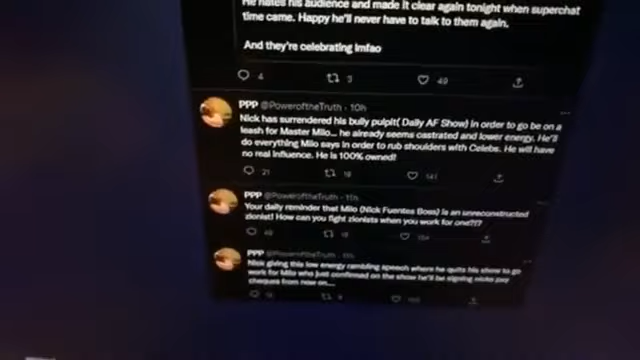 He hates his audience and made it clear again tonight when superchat
time came. Happy he'll never have to talk to them again.
And they're celebrating lmfao
4 3 49
PPP @PoweroftheTruth · 10h
Nick has surrendered his bully pulpit( Daily AF Show) in order to go be on a
leash for Master Milo... he already seems castrated and lower energy. He'll
do everything Milo says in order to rub shoulders with Celebs. He will have
no real influence. He is 100% owned!
21 19 141
PPP @PoweroftheTruth · 11h
Your daily reminder that Milo (Nick Fuentes Boss) is an unreconstructed
zionist! How can you fight zionists when you work for one?!?
PPP @PoweroftheTruth
Nick giving this low energy rambling speech where he quits his show to go
work for Milo who just confirmed on the show he'll be signing nicks pay
cheques from now on....